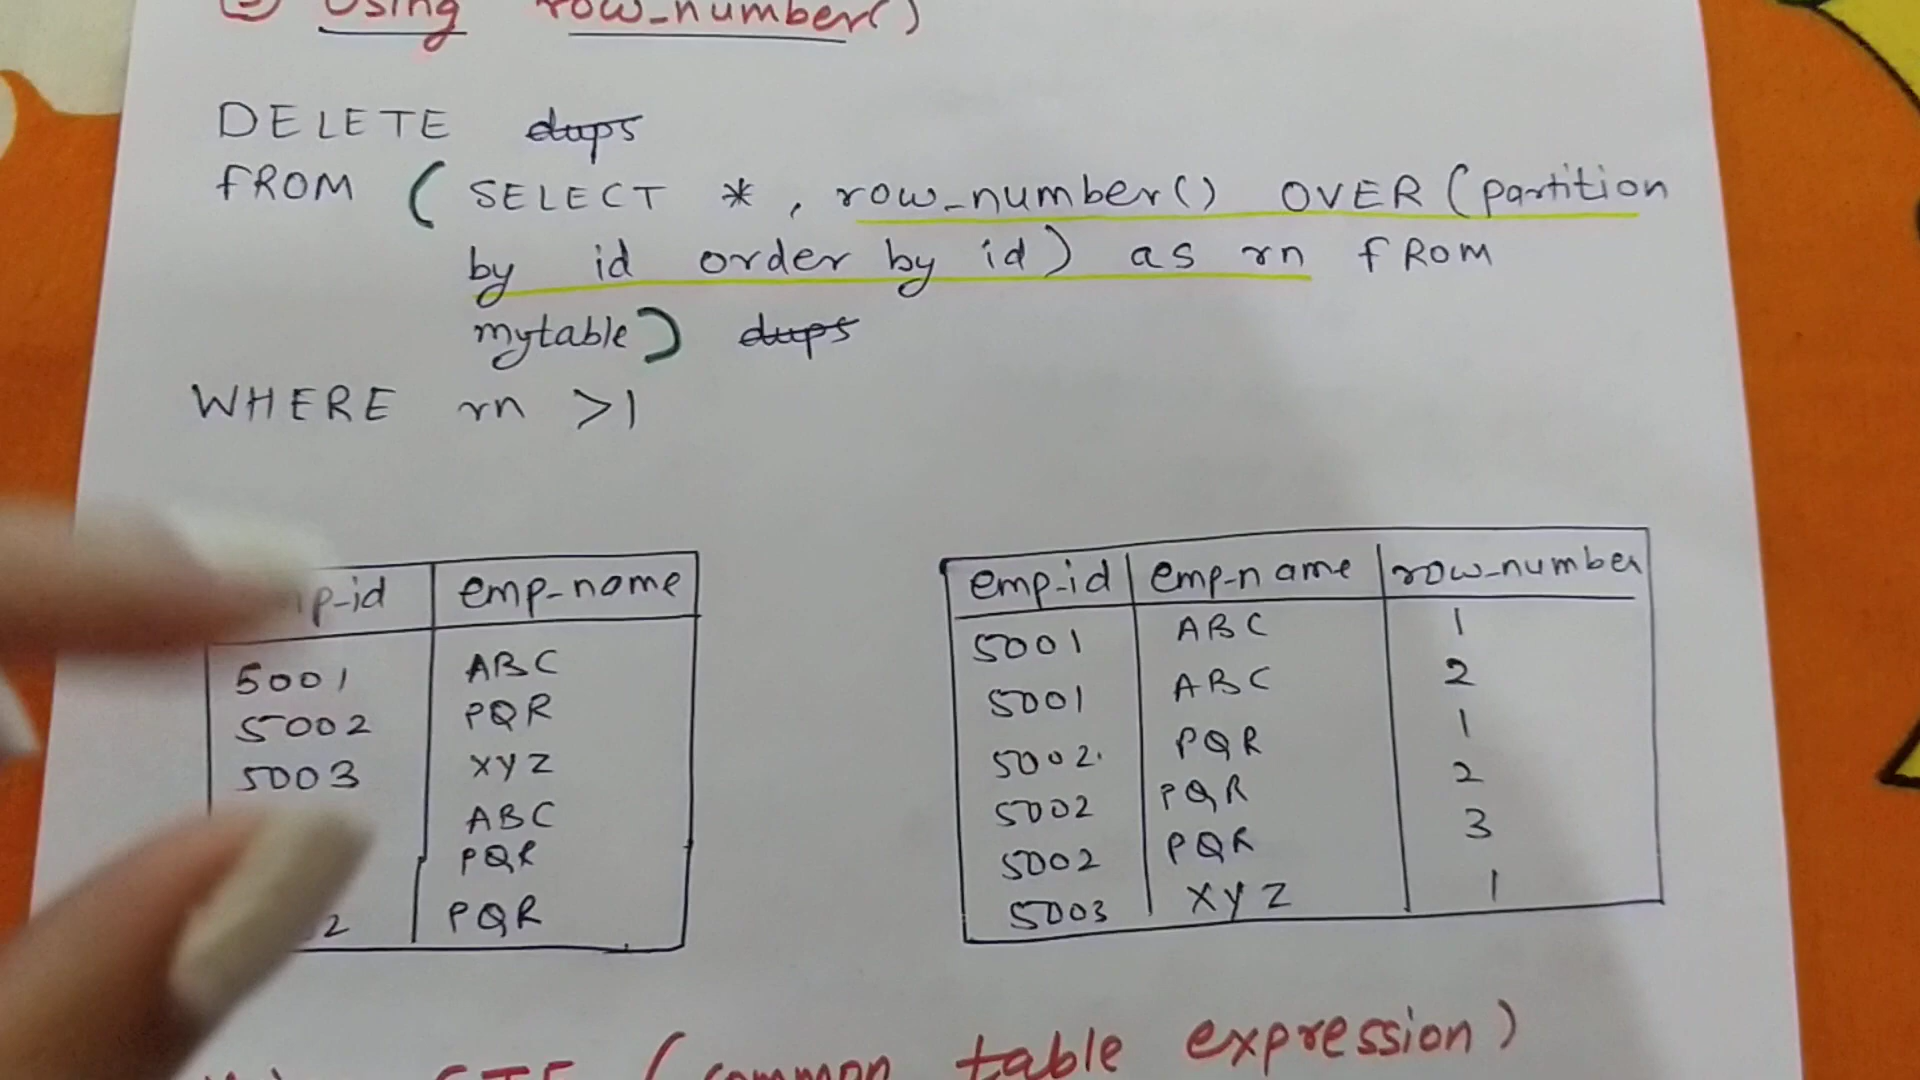 Using row_number()
DELETE dups
FROM ( SELECT *, row_number() OVER (partition
by id order by id) as rn FROM
mytable) dups
WHERE rn >1
emp-name
5001 ABC
5002 PQR
5003 XYZ
ABC
PQR
PQR
emp-id emp-name row-number
5001 ABC 1
5001 ABC 2
5002. PQR 1
5002 PQR 2
5002 PQR 3
5003 XYZ 1
CTE (common table expression)